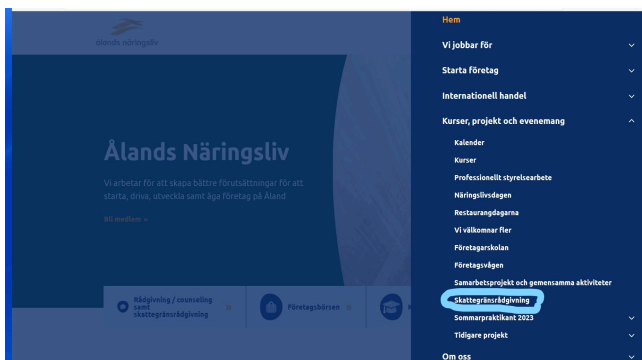 Ålands näringsliv
Ålands Näringsliv
Vi arbetar för att skapa bättre förutsättningar för att
starta, driva, utveckla samt äga företag på Åland
Bli medlem »
Rådgivning / counseling
samt
skattegränsrådgivning
Företagsbörsen
Hem
Vi jobbar för
Starta företag
Internationell handel
Kurser, projekt och evenemang
Kalender
Kurser
Professionellt styrelsearbete
Näringslivsdagen
Restaurangdagarna
Vi välkomnar fler
Företagarskolan
Företagsvägen
Samarbetsprojekt och gemensamma aktiviteter
Skattegränsrådgivning
Sommarpraktikant 2023
Tidigare projekt
Om oss